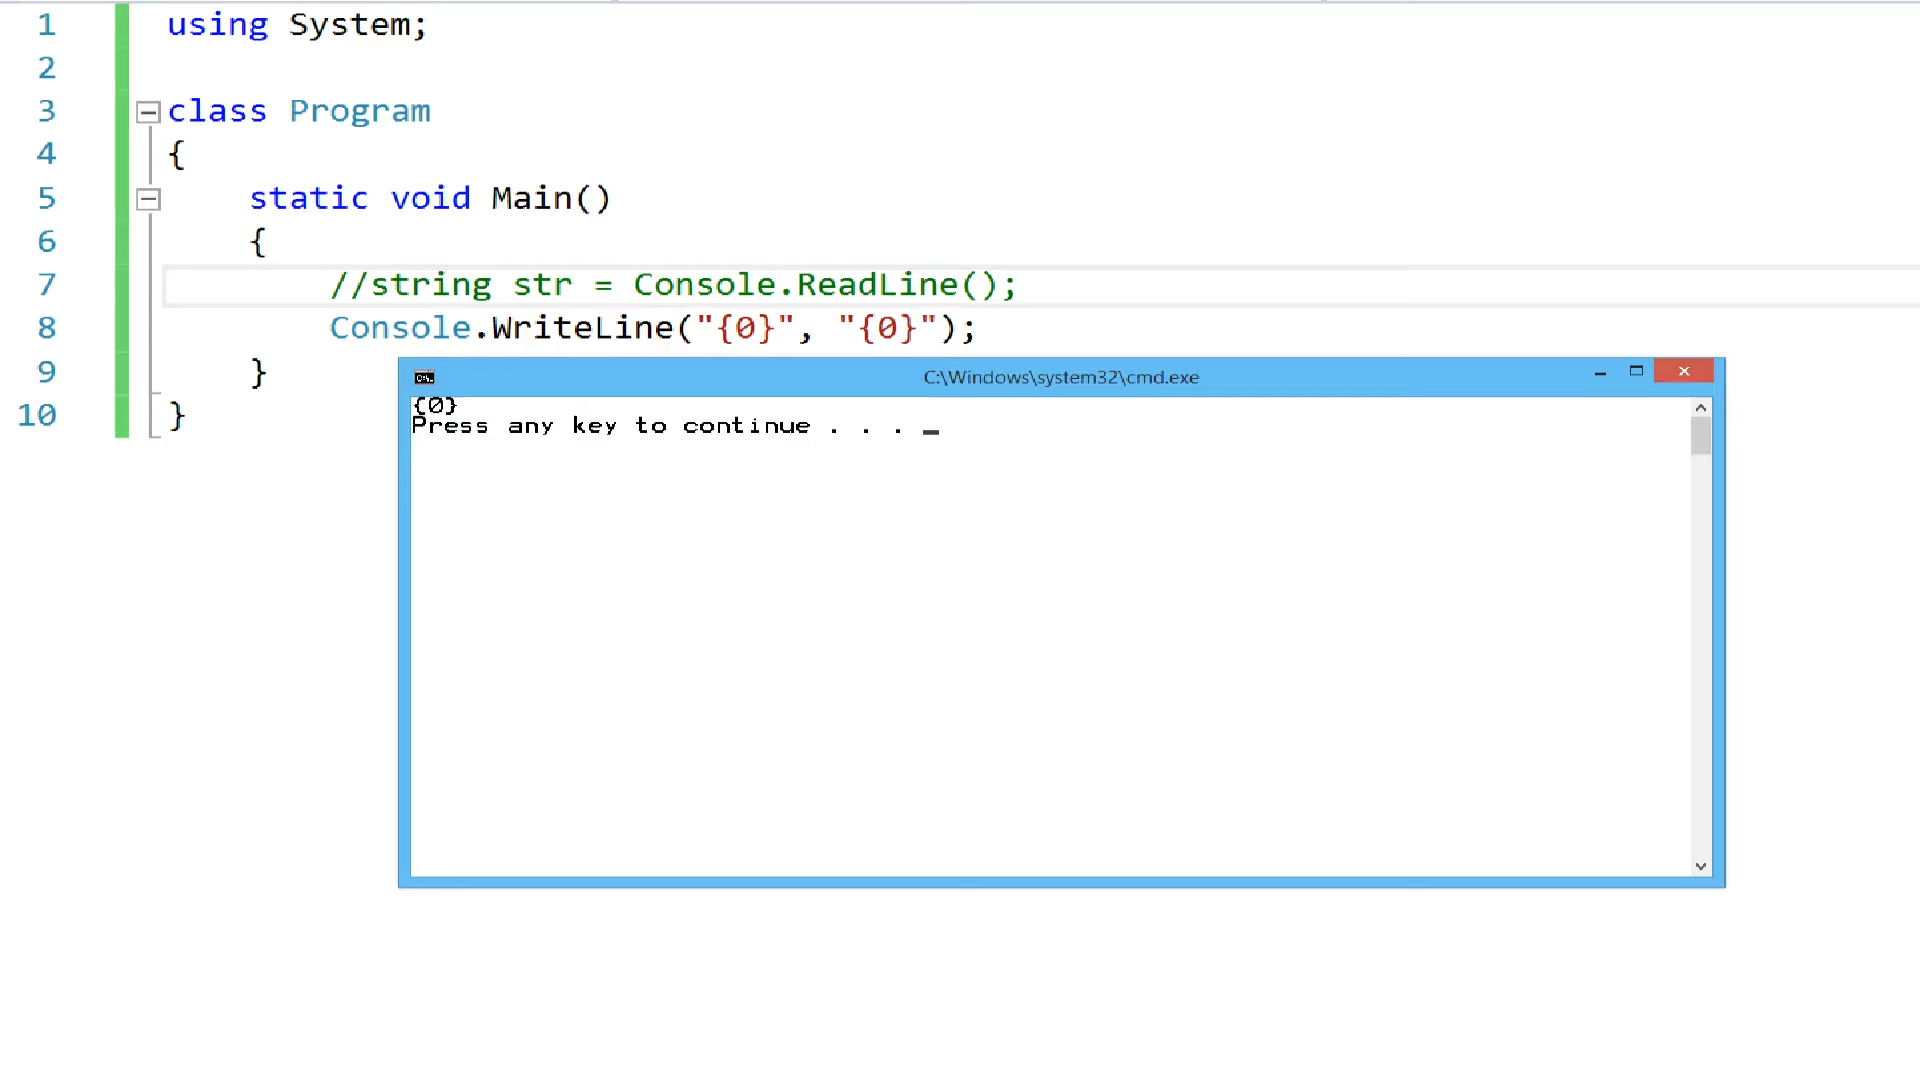 1 using System;
2
3 class Program
4 {
5 static void Main()
6 {
7 //string str = Console.ReadLine();
8 Console.WriteLine("{0}", "{0}");
9 }
10 }
C:\Windows\system32\cmd.exe
{0}
Press any key to continue . . . _